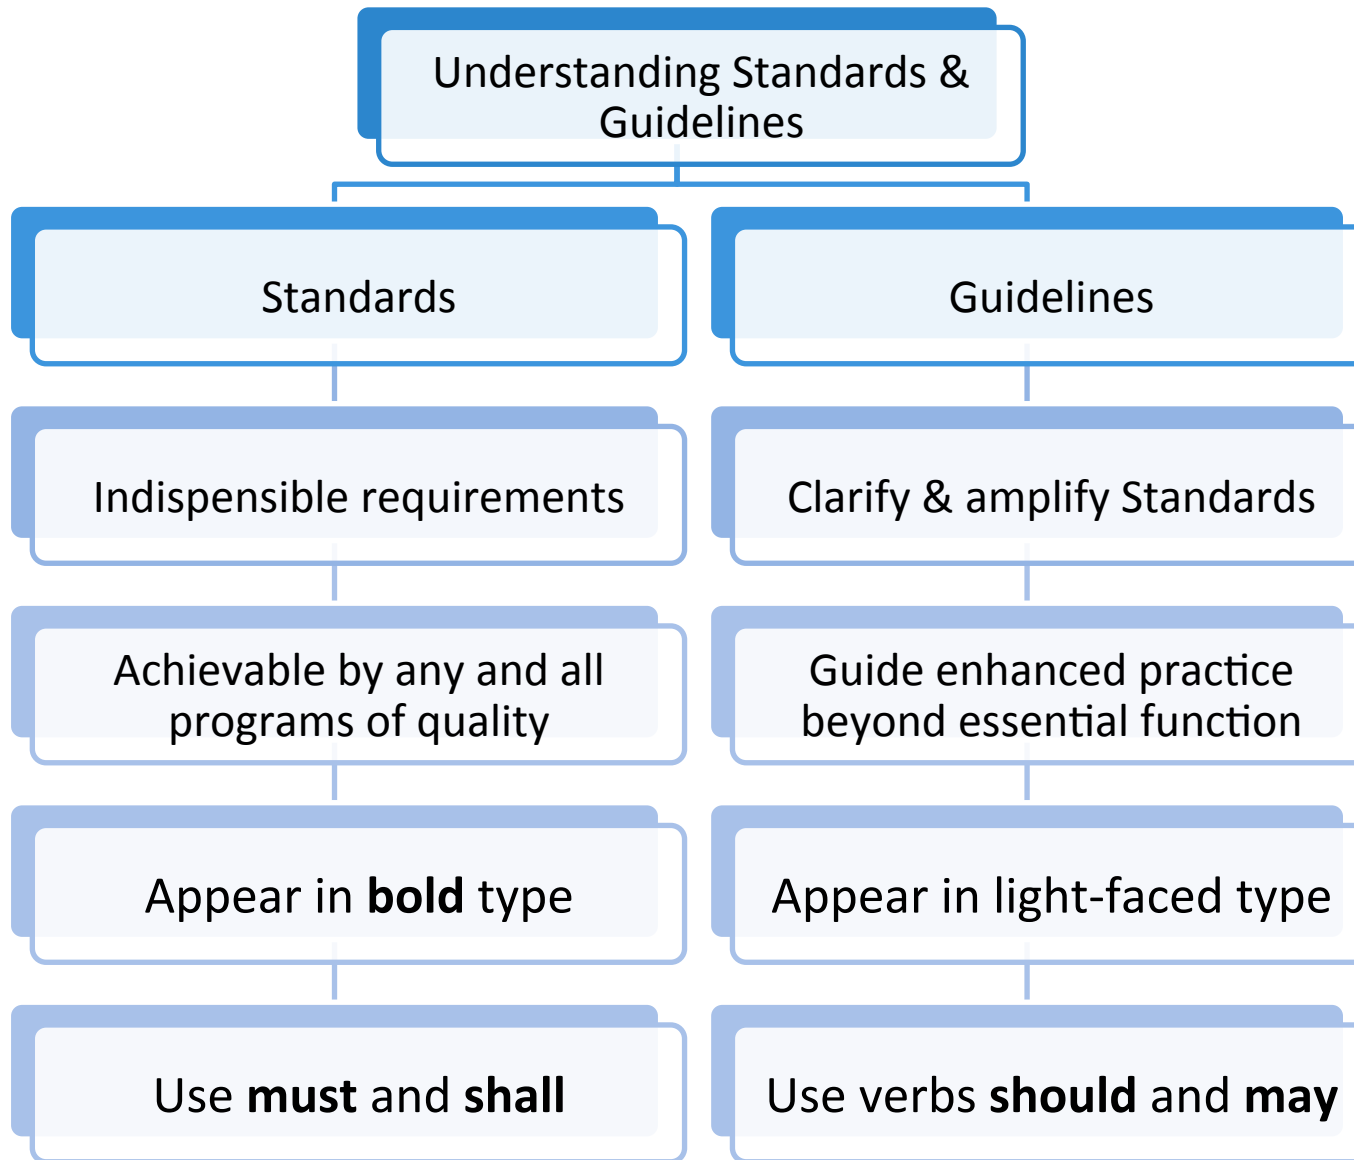 Understanding Standards &
Guidelines
Standards
Indispensible requirements
Achievable by any and all
programs of quality
Appear in bold type
Use must and shall
Guidelines
Clarify & amplify Standards
Guide enhanced practice
beyond essential function
Appear in light-faced type
Use verbs should and may